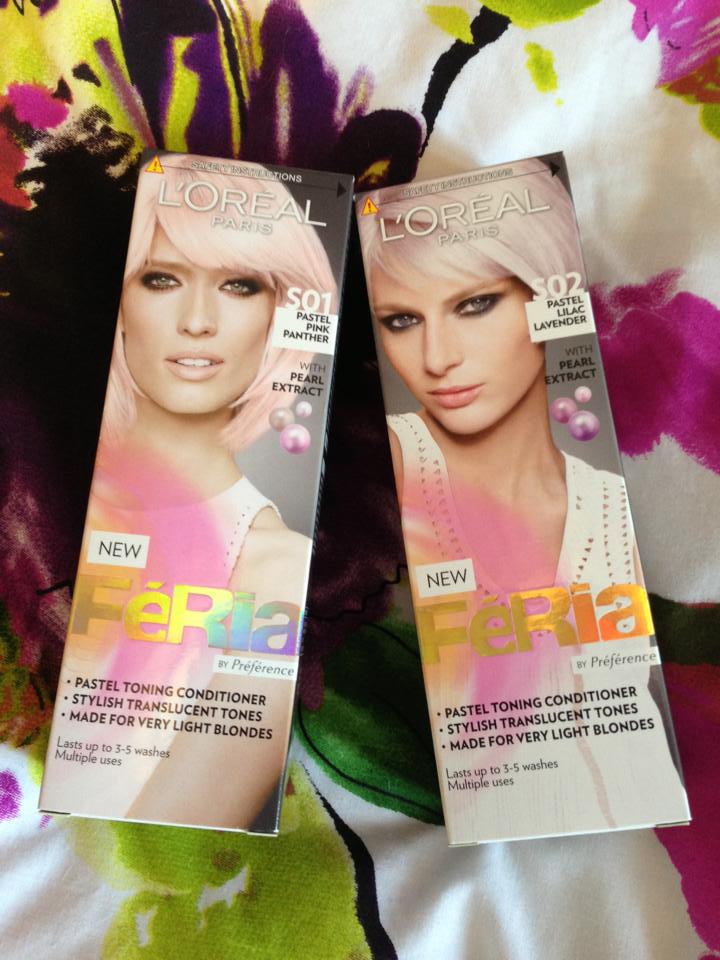 SAFETY INSTRUCTIONS
L'ORÉAL
PARIS
S01
PASTEL
PINK
PANTHER
WITH
PEARL
EXTRACT
NEW
FéRia
BY Préférence
• PASTEL TONING CONDITIONER
• STYLISH TRANSLUCENT TONES
• MADE FOR VERY LIGHT BLONDES
Lasts up to 3-5 washes
Multiple uses
SAFETY INSTRUCTIONS
L'ORÉAL
PARIS
S02
PASTEL
LILAC
LAVENDER
WITH
PEARL
EXTRACT
NEW
FéRia
BY Préférence
• PASTEL TONING CONDITIONER
• STYLISH TRANSLUCENT TONES
• MADE FOR VERY LIGHT BLONDES
Lasts up to 3-5 washes
Multiple uses